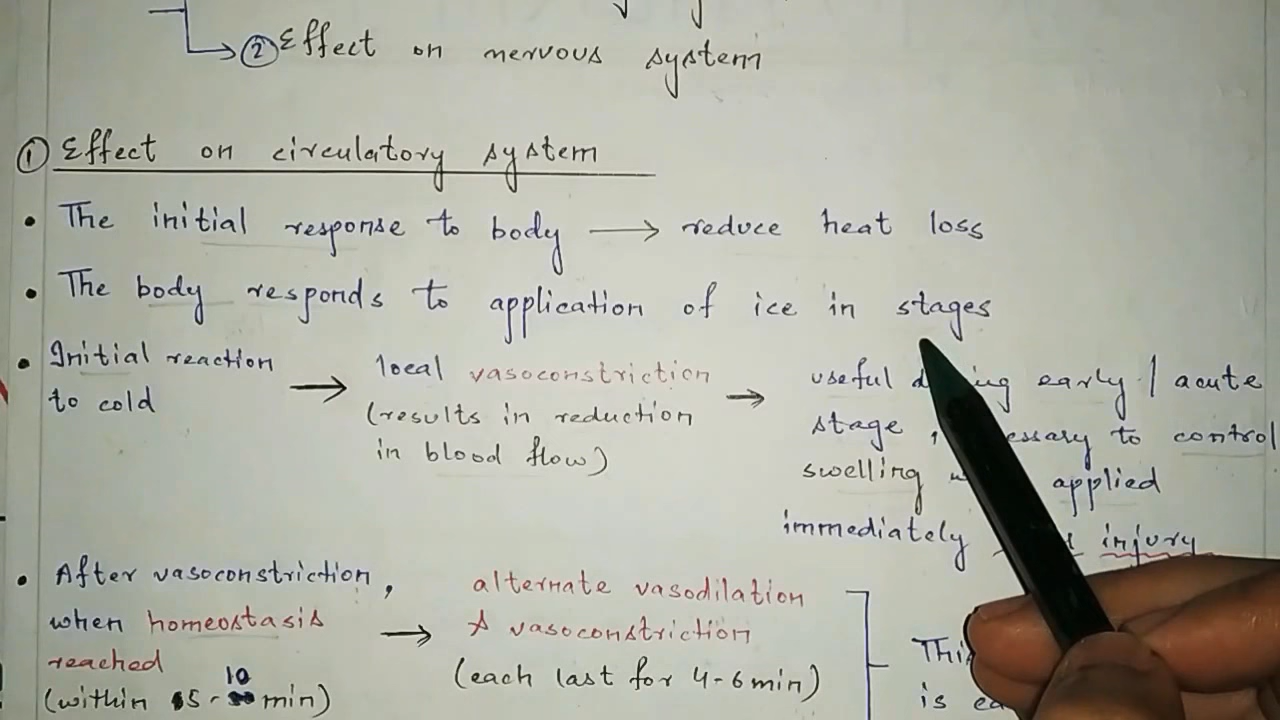 ② Effect on nervous system
① Effect on circulatory system
• The initial response to body → reduce heat loss
• The body responds to application of ice in stages
• Initial reaction to cold →
local vasoconstriction
(results in reduction
in blood flow) →
useful early / acute
stage, to control
swelling applied
immediately injury
• After vasoconstriction,
when homeostasis
reached
(within 5-10 min) →
alternate vasodilation
& vasoconstriction
(each last for 4-6 min)
is